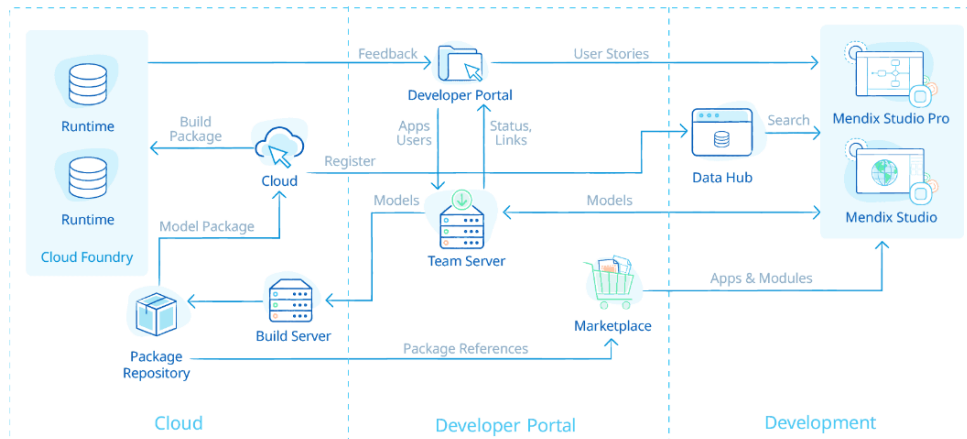 Feedback
User Stories
Runtime
Developer Portal
Mendix Studio Pro
Build
Package
Apps
Users
Status,
Links
Search
Register
Cloud
Data Hub
Runtime
Models
Models
Mendix Studio
Model Package
Cloud Foundry
Team Server
Apps & Modules
Build Server
Marketplace
Package
Repository
Package References
Cloud
Developer Portal
Development